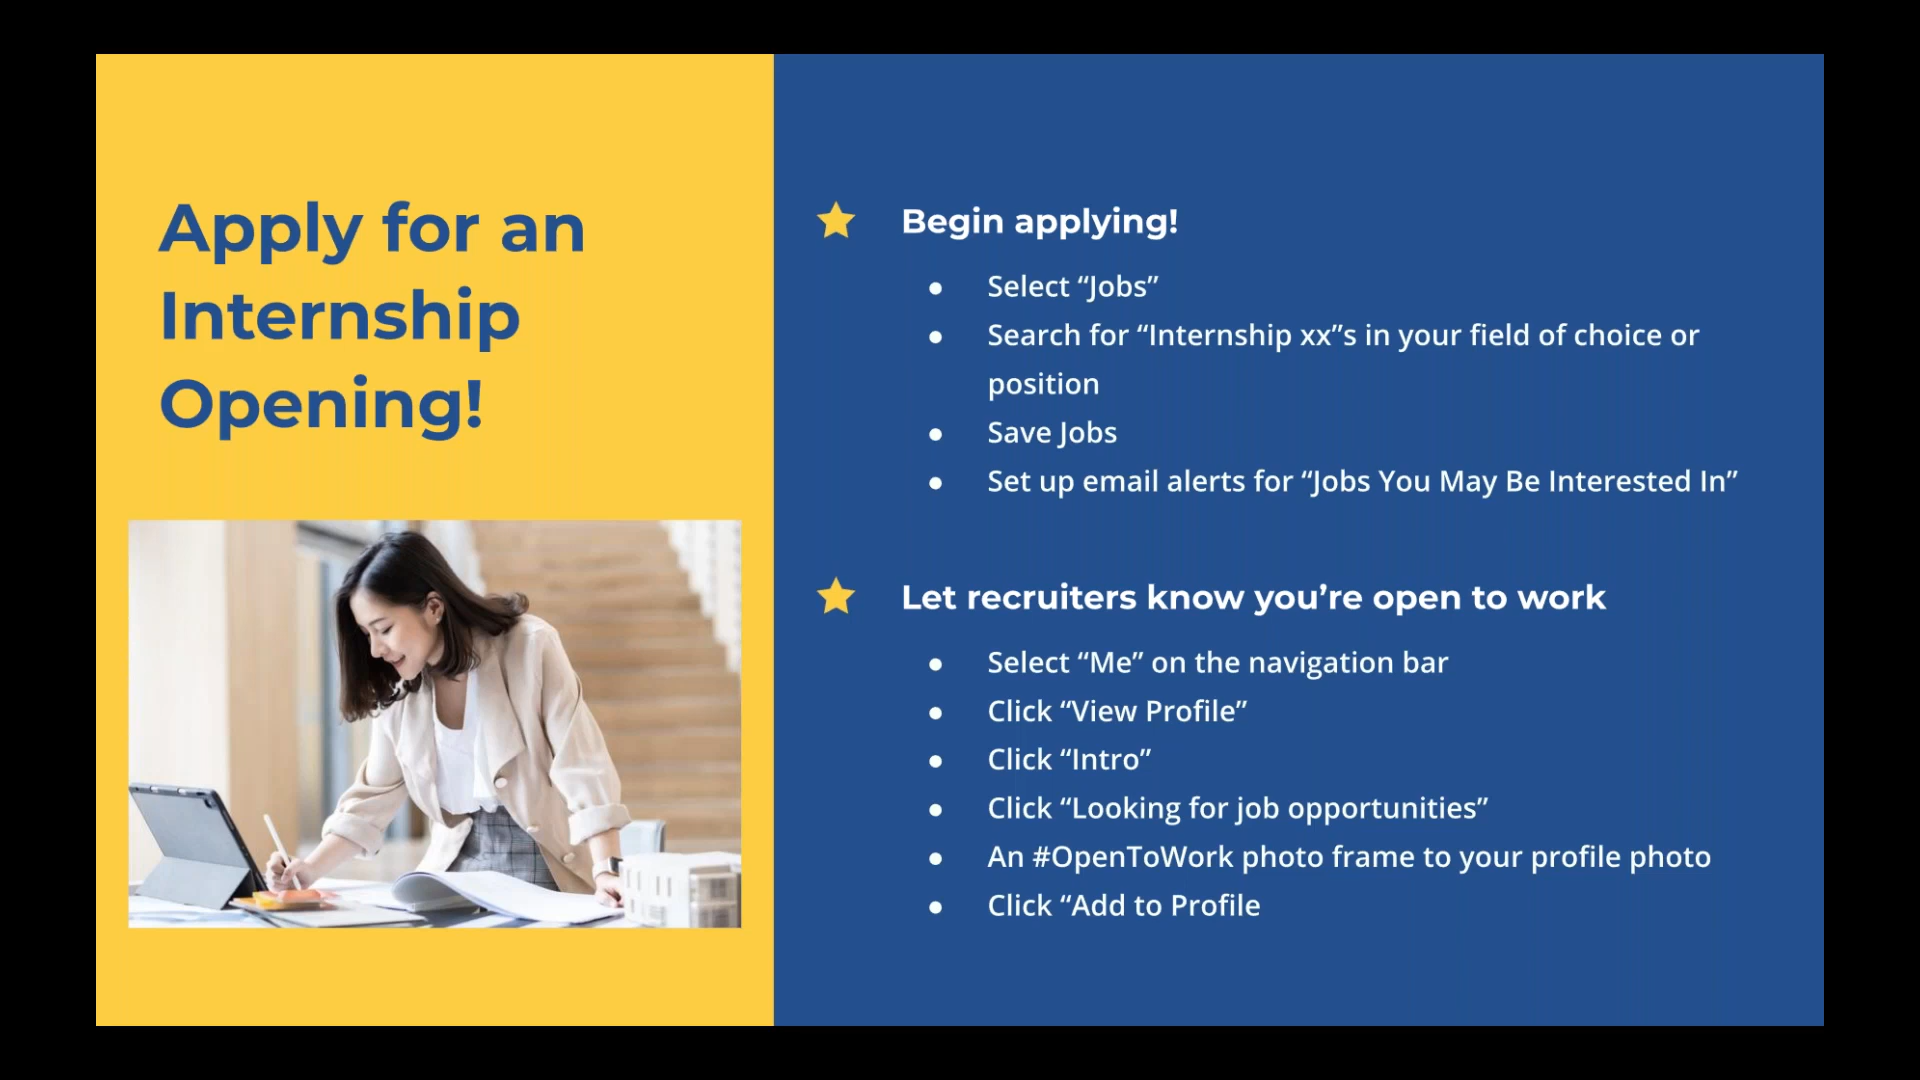 Apply for an
Internship
Opening!
Begin applying!
Select “Jobs”
Search for “Internship xx”s in your field of choice or
position
Save Jobs
Set up email alerts for “Jobs You May Be Interested In”
Let recruiters know you’re open to work
Select “Me” on the navigation bar
Click “View Profile”
Click “Intro”
Click “Looking for job opportunities”
An #OpenToWork photo frame to your profile photo
Click “Add to Profile